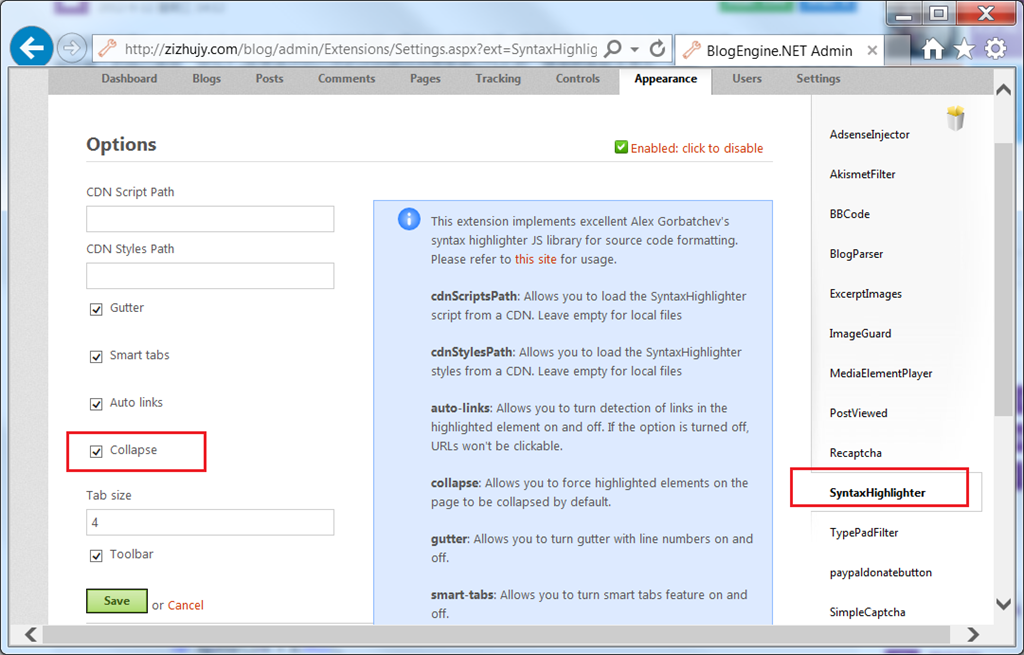 http://zizhujy.com/blog/admin/Extensions/Settings.aspx?ext=SyntaxHighlig
BlogEngine.NET Admin
Dashboard Blogs Posts Comments Pages Tracking Controls Appearance Users Settings
Options
Enabled: click to disable
CDN Script Path
CDN Styles Path
Gutter
Smart tabs
Auto links
Collapse
Tab size
4
Toolbar
Save or Cancel
This extension implements excellent Alex Gorbatchev's
syntax highlighter JS library for source code formatting.
Please refer to this site for usage.
cdnScriptsPath: Allows you to load the SyntaxHighlighter
script from a CDN. Leave empty for local files
cdnStylesPath: Allows you to load the SyntaxHighlighter
styles from a CDN. Leave empty for local files
auto-links: Allows you to turn detection of links in the
highlighted element on and off. If the option is turned off,
URLs won't be clickable.
collapse: Allows you to force highlighted elements on the
page to be collapsed by default.
gutter: Allows you to turn gutter with line numbers on and
off.
smart-tabs: Allows you to turn smart tabs feature on and
off.
AdsenseInjector
AkismetFilter
BBCode
BlogParser
ExcerptImages
ImageGuard
MediaElementPlayer
PostViewed
Recaptcha
SyntaxHighlighter
TypePadFilter
paypaldonatebutton
SimpleCaptcha